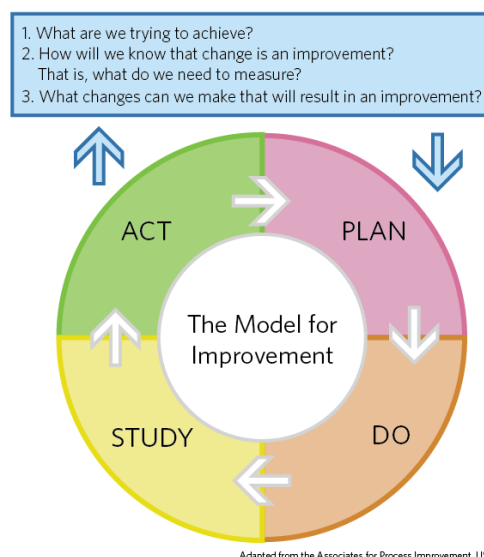 1. What are we trying to achieve?
2. How will we know that change is an improvement?
That is, what do we need to measure?
3. What changes can we make that will result in an improvement?
ACT
PLAN
The Model for
Improvement
STUDY
DO
Adapted from the Associates for Process Improvement,